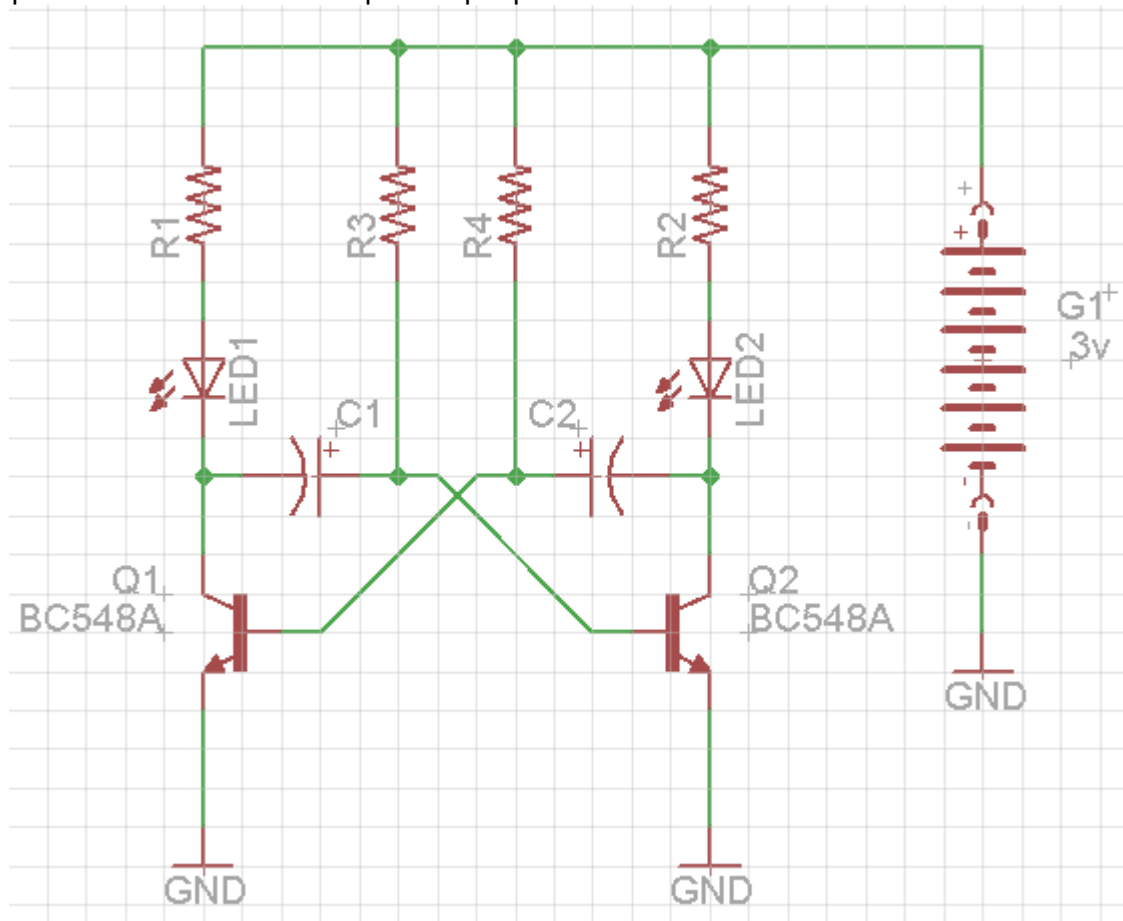 R1
R3
R4
R2
+
+
G1
3v
LED1
LED2
C1
+
C2
+
-
-
Q1
BC548A
Q2
BC548A
GND
GND
GND